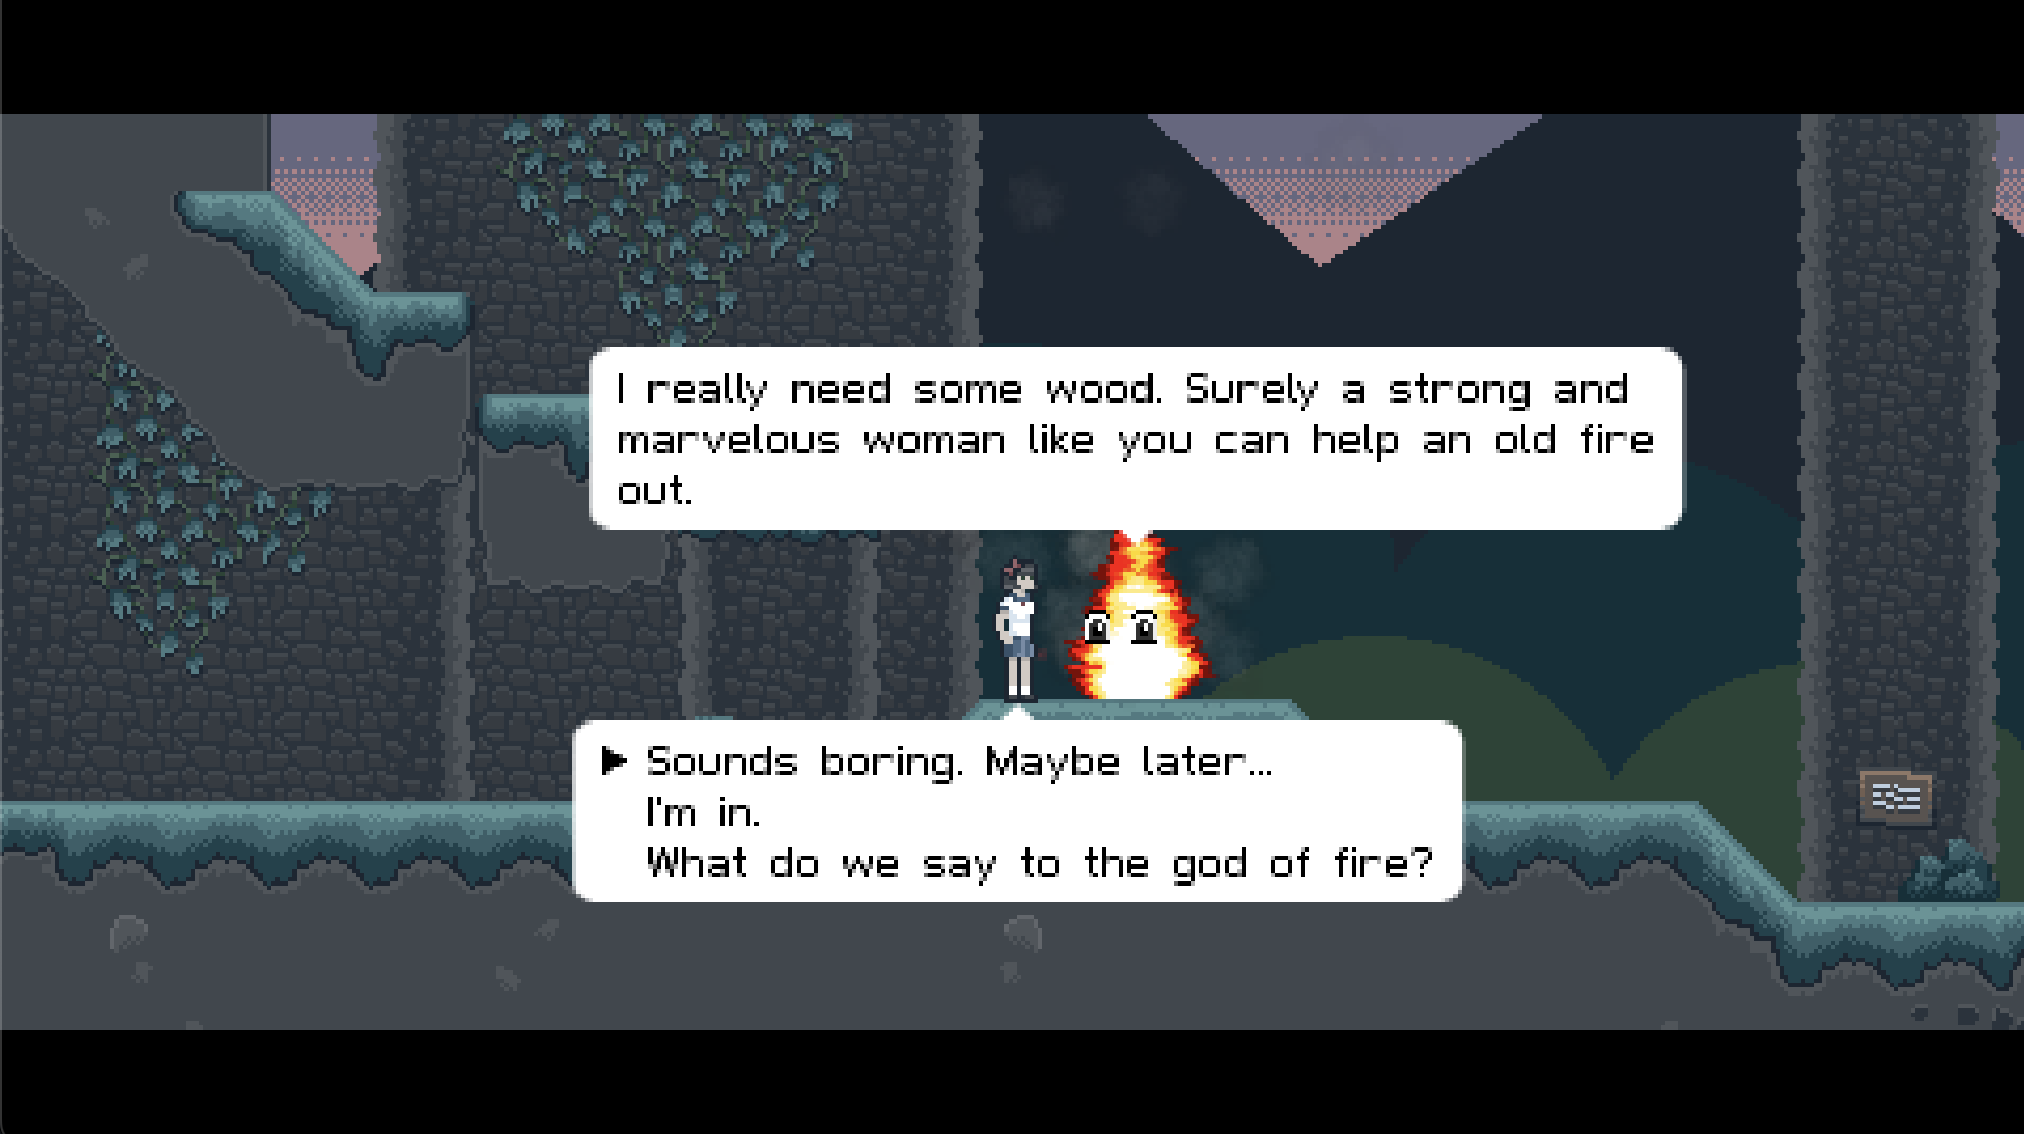 I really need some wood. Surely a strong and
marvelous woman like you can help an old fire
out.
Sounds boring. Maybe later...
I'm in.
What do we say to the god of fire?